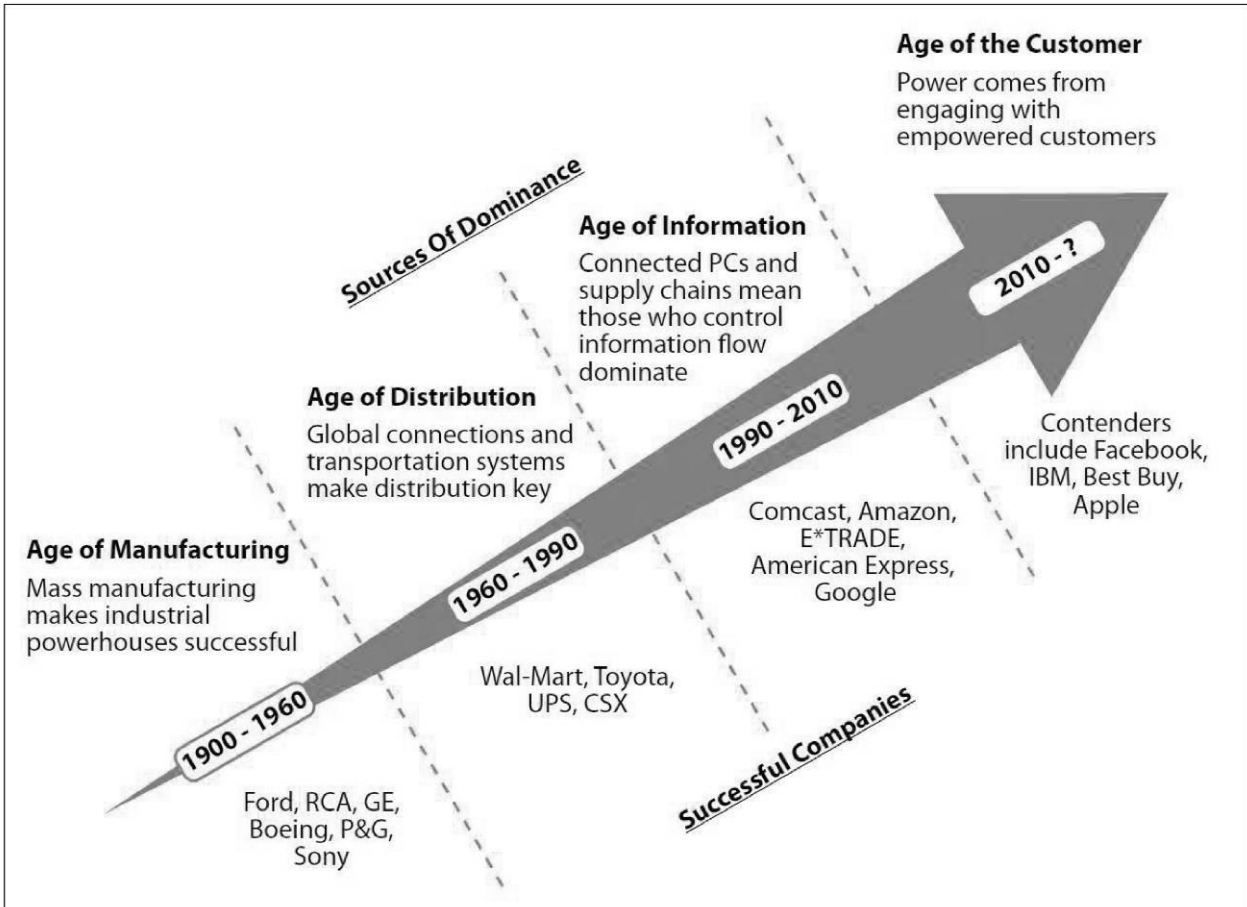 Age of the Customer
Power comes from
engaging with
empowered customers
Sources Of Dominance
Age of Information
Connected PCs and
supply chains mean
those who control
information flow
dominate
2010 - ?
Age of Distribution
Global connections and
transportation systems
make distribution key
1990 - 2010
Contenders
include Facebook,
IBM, Best Buy,
Apple
Age of Manufacturing
Mass manufacturing
makes industrial
powerhouses successful
1960 - 1990
Comcast, Amazon,
E*TRADE,
American Express,
Google
1900 - 1960
Wal-Mart, Toyota,
UPS, CSX
Successful Companies
Ford, RCA, GE,
Boeing, P&G,
Sony